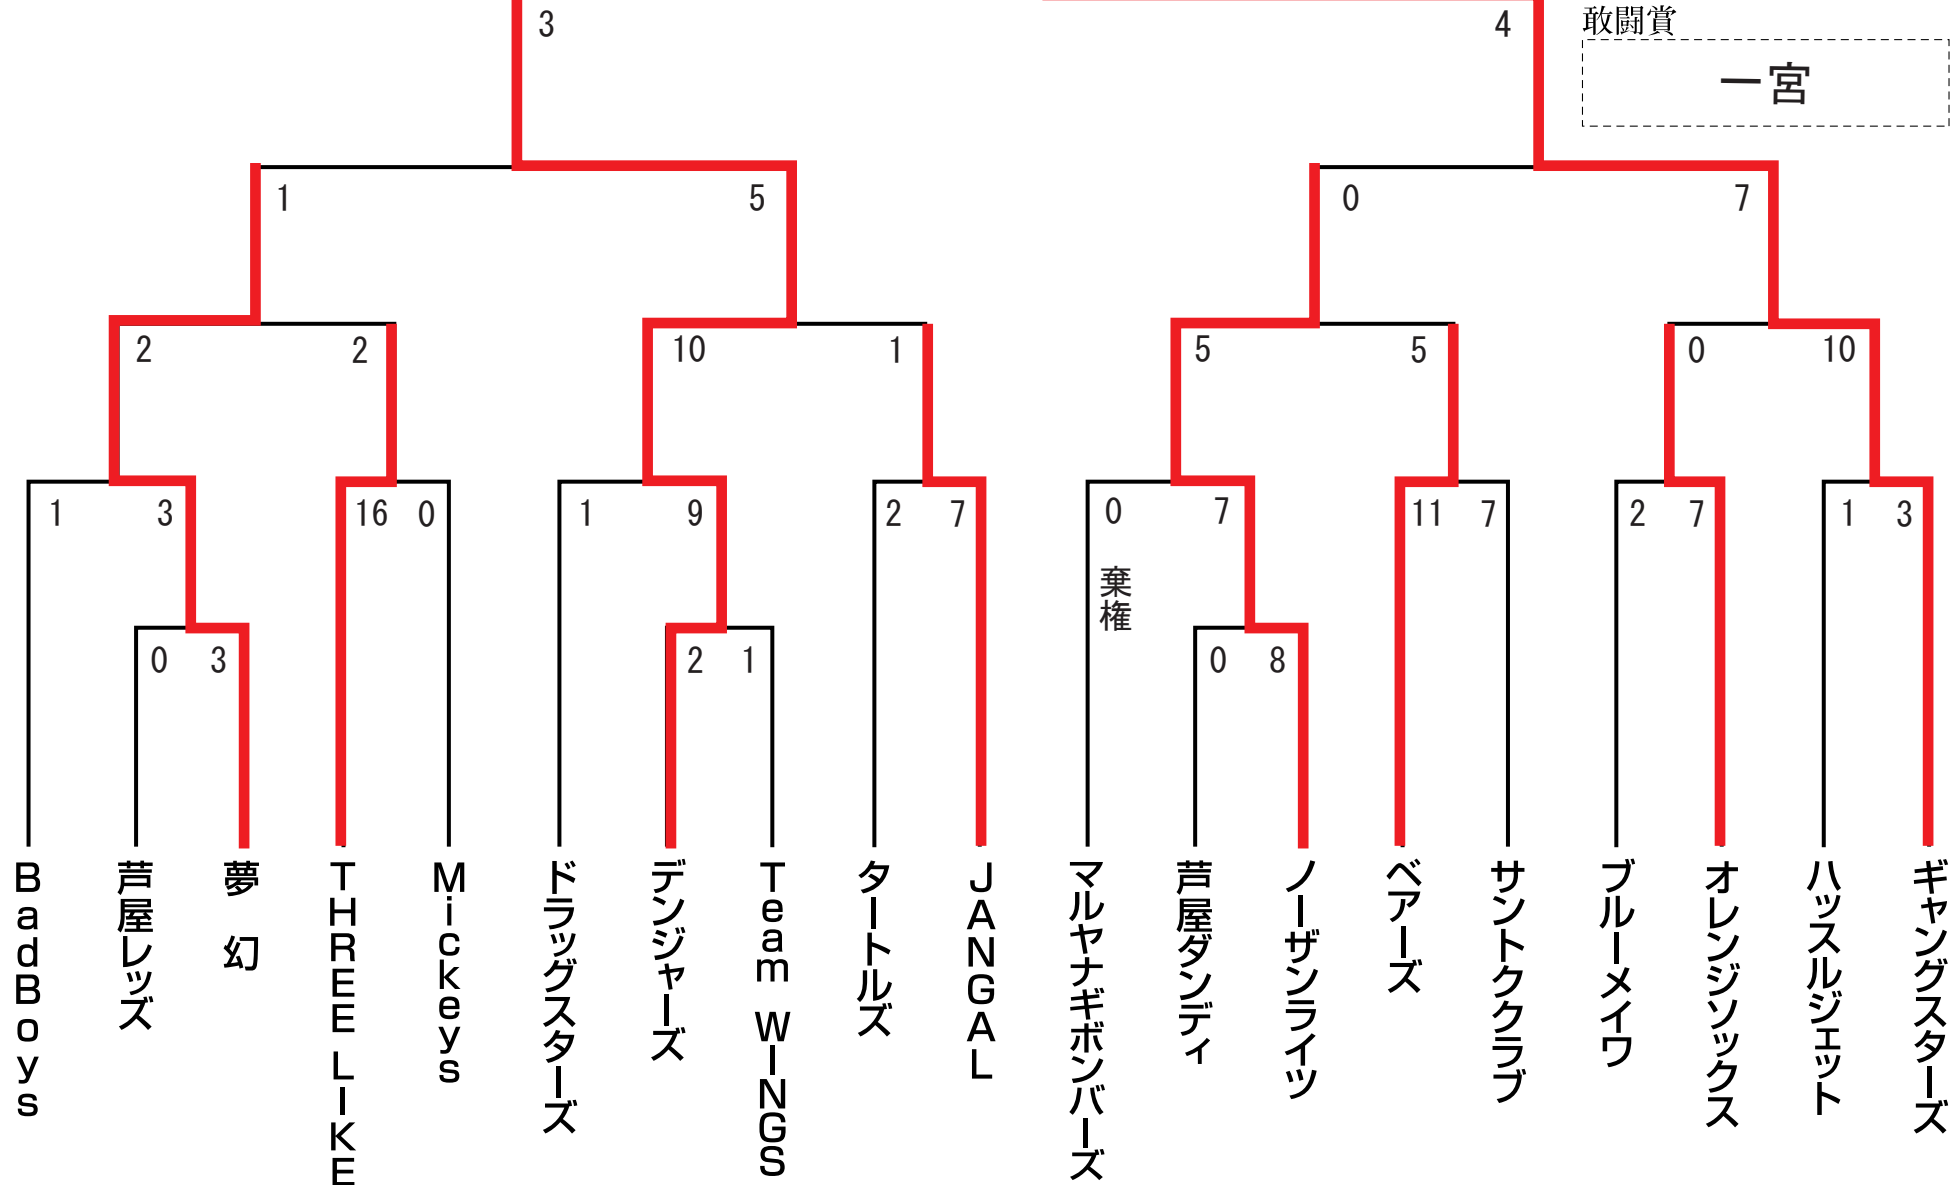 3
4
敢闘賞
一宮
1
5
0
7
2
2
10
1
5
5
0
10
1
3
16
0
1
9
2
7
0
7
11
7
2
7
1
3
棄権
0
3
2
1
0
8
BadBoys
芦屋レッズ
夢 幻
THREE LIKE
Mickeys
ドラッグスターズ
デンジャーズ
Team WINGS
タートルズ
JANGAL
マルヤナギボンバーズ
芦屋ダンディ
ノーザンライツ
ベアーズ
サントククラブ
ブルーメイワ
オレンジソックス
ハッスルジェット
ギャングスターズ